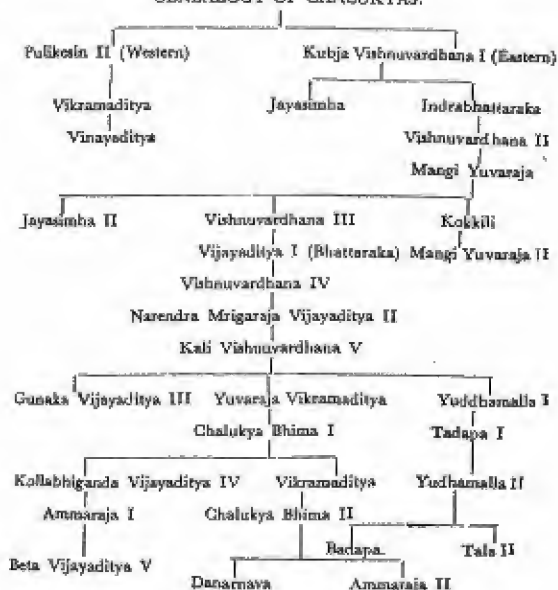 GENEALOGY OF CHALUKYAS.
Pulikesin II (Western) Kubja Vishnuvardhana I (Eastern)
Vikramaditya Jayasimha Indrabhattaraka
Vinayaditya Vishnuvardhana II
Mangi Yuvaraja
Jayasimha II Vishnuvardhana III Kokkili
Vijayaditya I (Bhattaraka) Mangi Yuvaraja II
Vishnuvardhana IV
Narendra Mrigaraja Vijayaditya II
Kali Vishnuvardhana V
Gunaka Vijayaditya III Yuvaraja Vikramaditya Yuddhamalla I
Chalukya Bhima I Tadapa I
Kollabhiganda Vijayaditya IV Vikramaditya Yudhamalla II
Ammaraja I Chalukya Bhima II
Badapa Tala II
Beta Vijayaditya V
Danarnava Ammaraja II